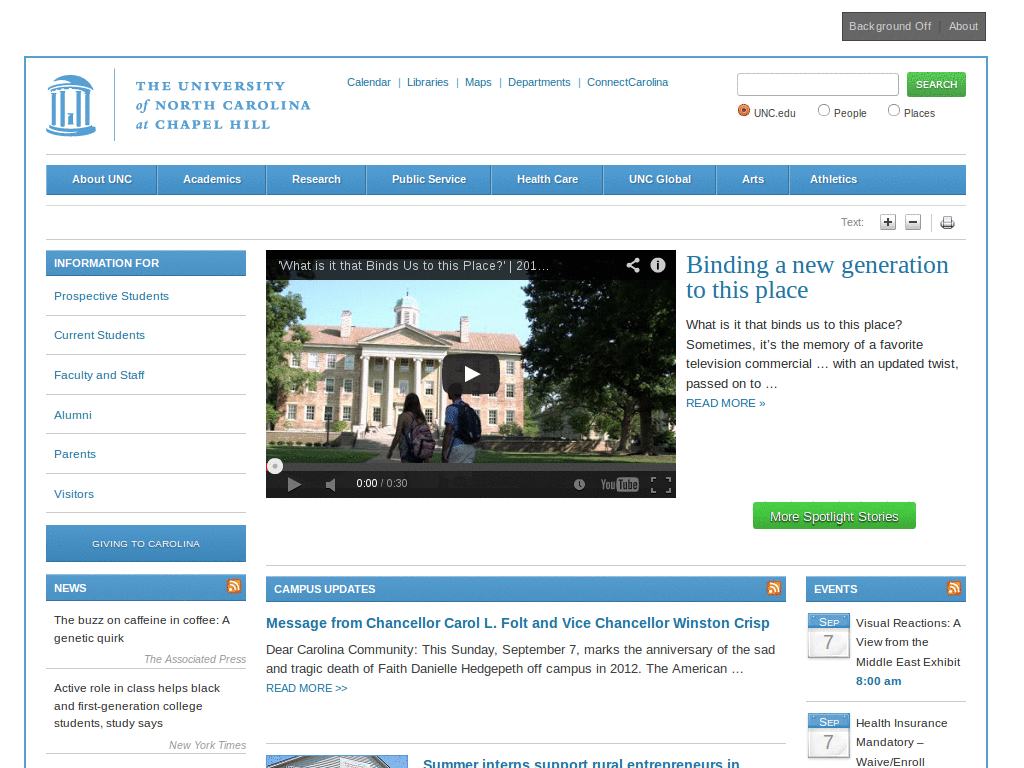 Background Off | About
THE UNIVERSITY
of NORTH CAROLINA
at CHAPEL HILL
Calendar | Libraries | Maps | Departments | ConnectCarolina
SEARCH
UNC.edu People Places
About UNC Academics Research Public Service Health Care UNC Global Arts Athletics
Text: + −
INFORMATION FOR
Prospective Students
Current Students
Faculty and Staff
Alumni
Parents
Visitors
GIVING TO CAROLINA
NEWS
The buzz on caffeine in coffee: A
genetic quirk
The Associated Press
Active role in class helps black
and first-generation college
students, study says
New York Times
'What is it that Binds Us to this Place?' | 201...
0:00 / 0:30
YouTube
Binding a new generation
to this place
What is it that binds us to this place?
Sometimes, it's the memory of a favorite
television commercial … with an updated twist,
passed on to …
READ MORE »
More Spotlight Stories
CAMPUS UPDATES
Message from Chancellor Carol L. Folt and Vice Chancellor Winston Crisp
Dear Carolina Community: This Sunday, September 7, marks the anniversary of the sad
and tragic death of Faith Danielle Hedgepeth off campus in 2012. The American …
READ MORE >>
Summer interns support rural entrepreneurs in
EVENTS
SEP
7
Visual Reactions: A
View from the
Middle East Exhibit
8:00 am
SEP
7
Health Insurance
Mandatory –
Waive/Enroll